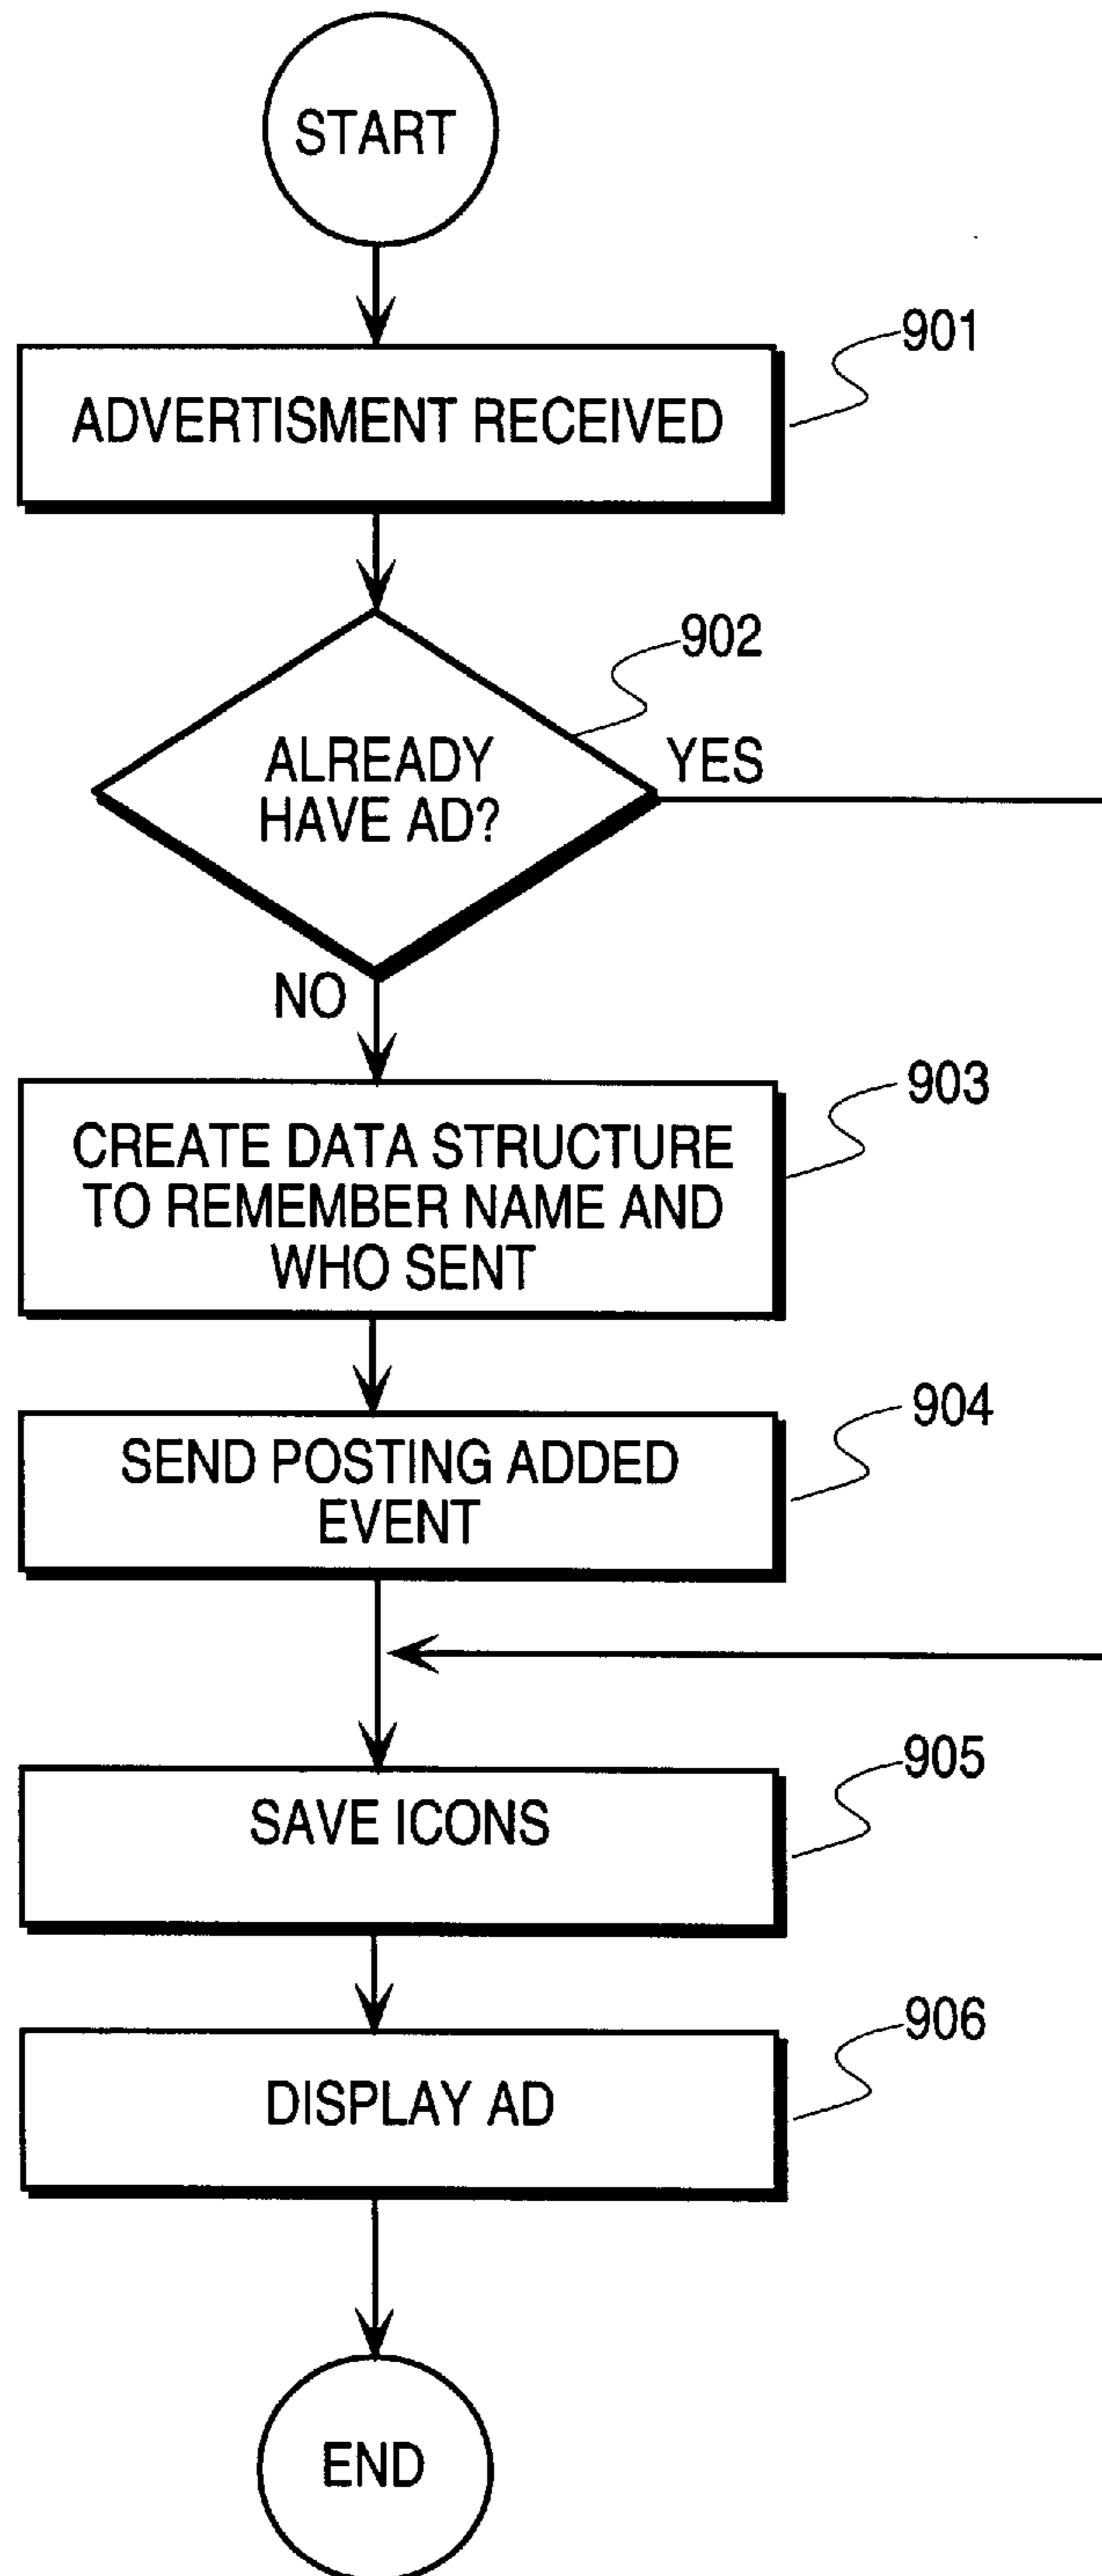 START
901
ADVERTISMENT RECEIVED
902
ALREADY
HAVE AD?
YES
NO
903
CREATE DATA STRUCTURE
TO REMEMBER NAME AND
WHO SENT
904
SEND POSTING ADDED
EVENT
905
SAVE ICONS
906
DISPLAY AD
END